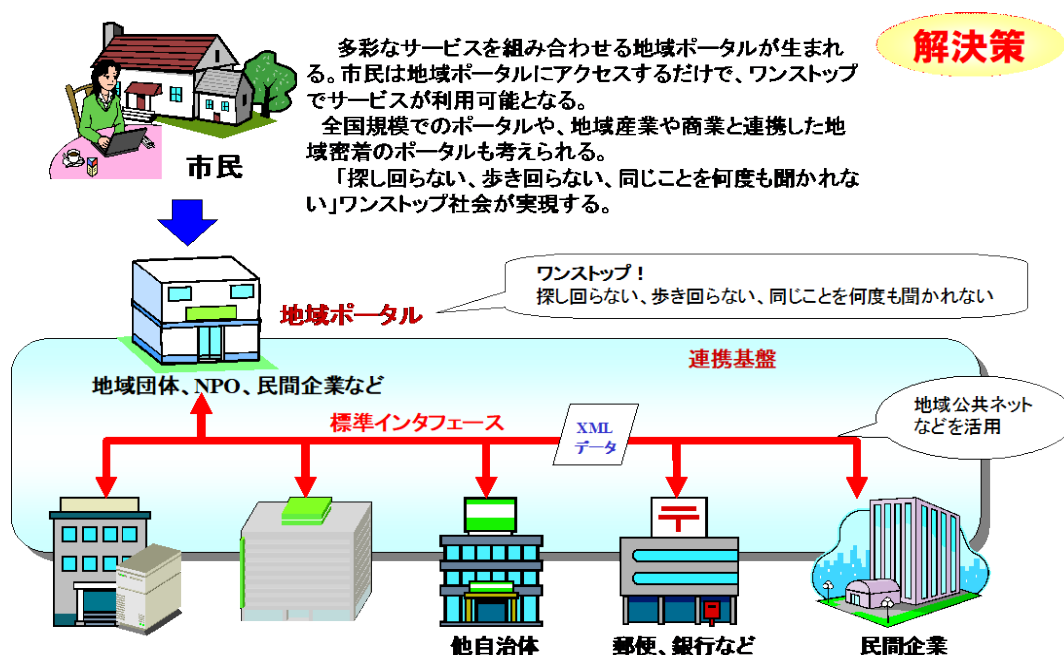 解決策
多彩なサービスを組み合わせる地域ポータルが生まれ
る。市民は地域ポータルにアクセスするだけで、ワンストップ
でサービスが利用可能となる。
全国規模でのポータルや、地域産業や商業と連携した地
域密着のポータルも考えられる。
「探し回らない、歩き回らない、同じことを何度も聞かれな
い」ワンストップ社会が実現する。
市民
ワンストップ！
探し回らない、歩き回らない、同じことを何度も聞かれない
地域ポータル
連携基盤
地域団体、NPO、民間企業など
地域公共ネット
などを活用
標準インタフェース
XML
データ
〒
他自治体
郵便、銀行など
民間企業